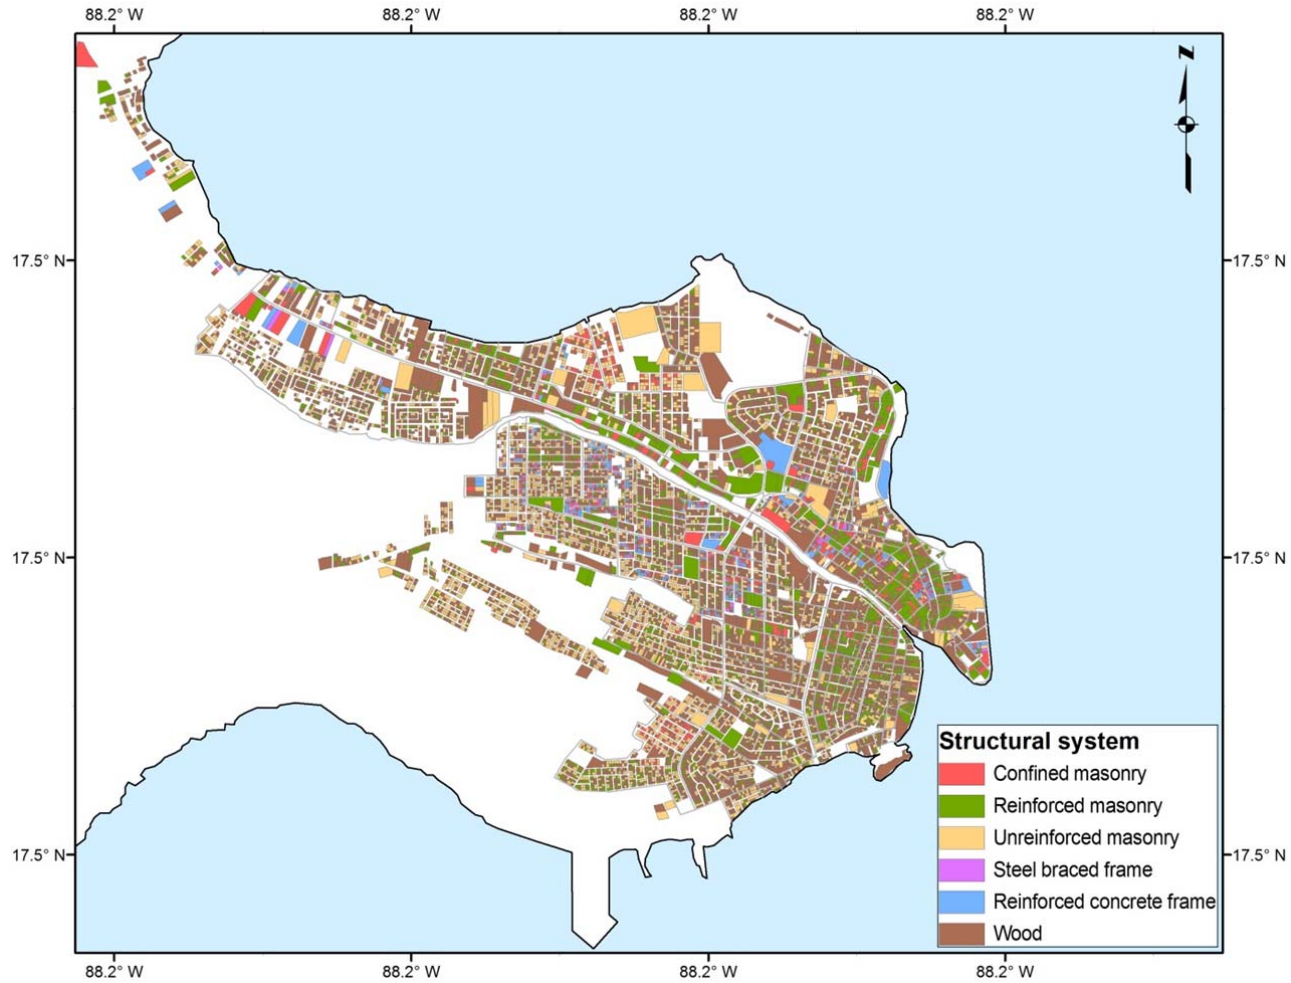 88.2° W 88.2° W 88.2° W 88.2° W
N
17.5° N 17.5° N
17.5° N 17.5° N
17.5° N 17.5° N
Structural system
Confined masonry
Reinforced masonry
Unreinforced masonry
Steel braced frame
Reinforced concrete frame
Wood
88.2° W 88.2° W 88.2° W 88.2° W